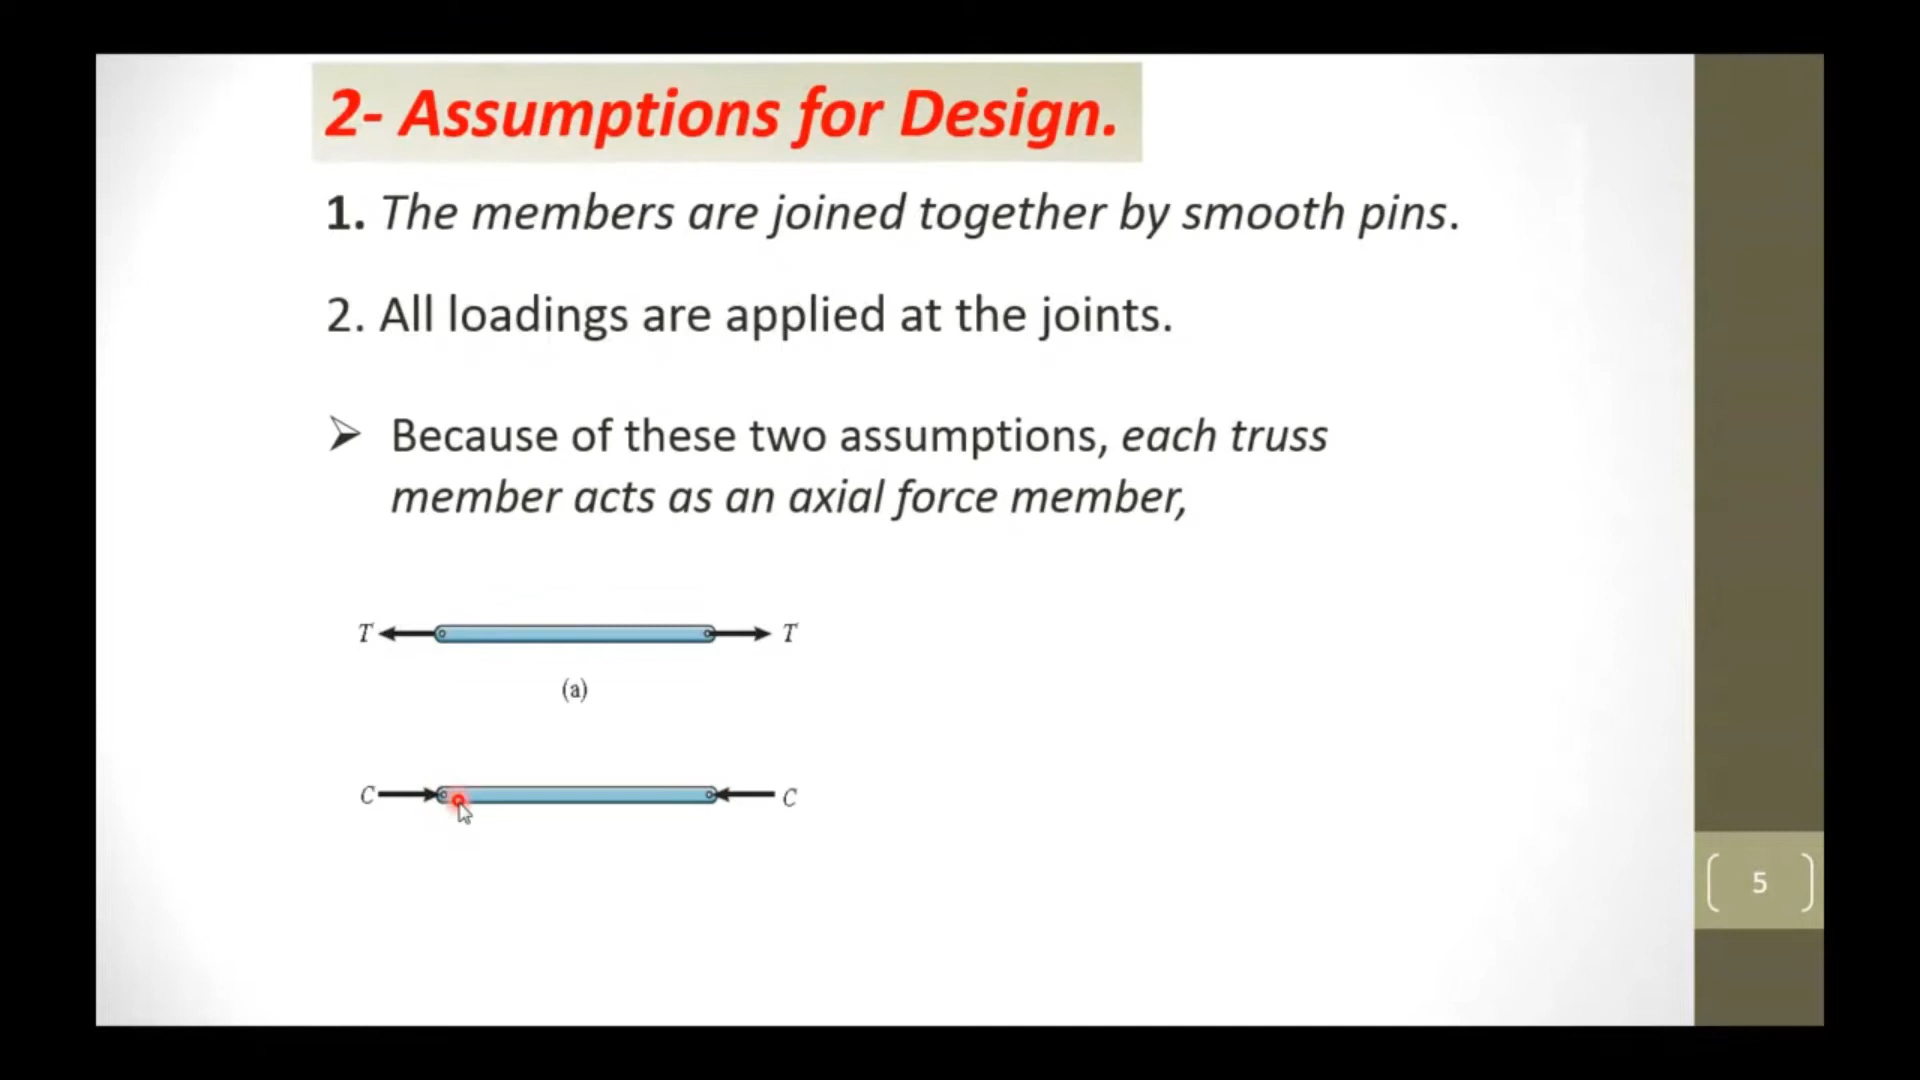 2- Assumptions for Design.
1. The members are joined together by smooth pins.
2. All loadings are applied at the joints.
➢ Because of these two assumptions, each truss
member acts as an axial force member,
T T
(a)
C C
5